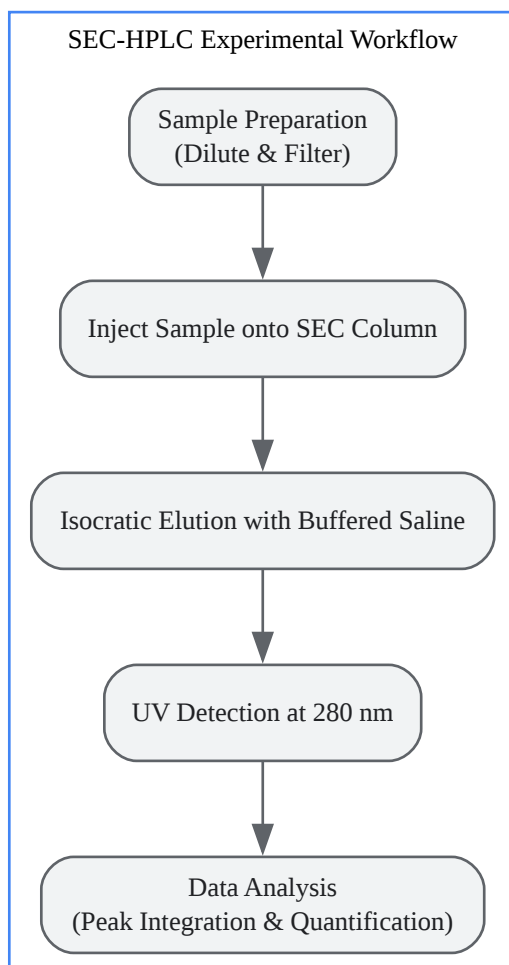 SEC-HPLC Experimental Workflow
Sample Preparation
(Dilute & Filter)
Inject Sample onto SEC Column
Isocratic Elution with Buffered Saline
UV Detection at 280 nm
Data Analysis
(Peak Integration & Quantification)